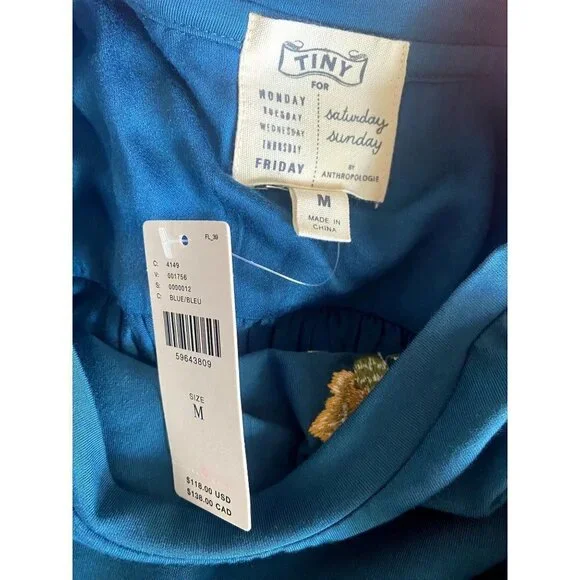 TINY
FOR
MONDAY
TUESDAY
WEDNESDAY
THURSDAY
FRIDAY
saturday
sunday
BY
ANTHROPOLOGIE
M
MADE IN
CHINA
FL_39
C: 4149
V: 001756
S: 0000012
C: BLUE/BLEU
59643809
SIZE
M
$118.00 USD
$138.00 CAD